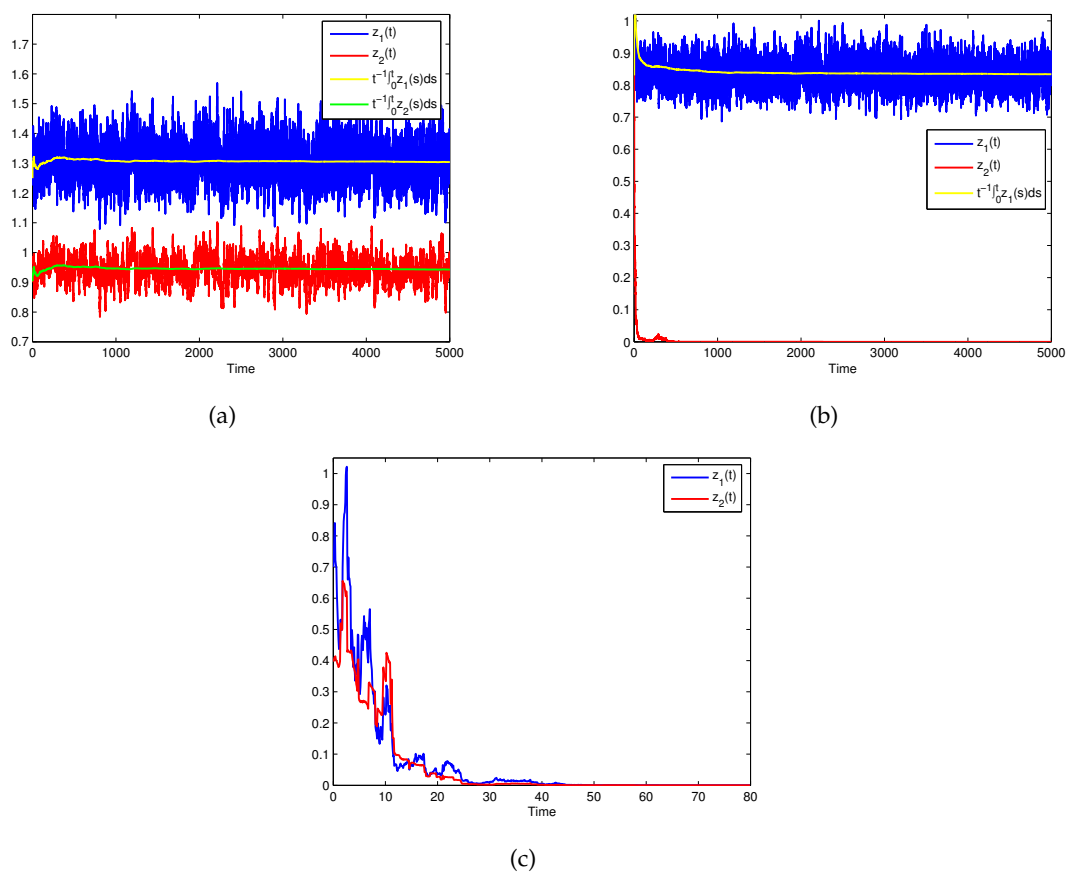 1.7
1.6
1.5
1.4
1.3
1.2
1.1
1
0.9
0.8
0.7
0 1000 2000 3000 4000 5000
Time
z₁(t)
z₂(t)
t⁻¹∫₀ᵗz₁(s)ds
t⁻¹∫₀ᵗz₂(s)ds
(a)
1
0.9
0.8
0.7
0.6
0.5
0.4
0.3
0.2
0.1
0
0 1000 2000 3000 4000 5000
Time
z₁(t)
z₂(t)
t⁻¹∫₀ᵗz₁(s)ds
(b)
1
0.9
0.8
0.7
0.6
0.5
0.4
0.3
0.2
0.1
0
0 10 20 30 40 50 60 70 80
Time
z₁(t)
z₂(t)
(c)